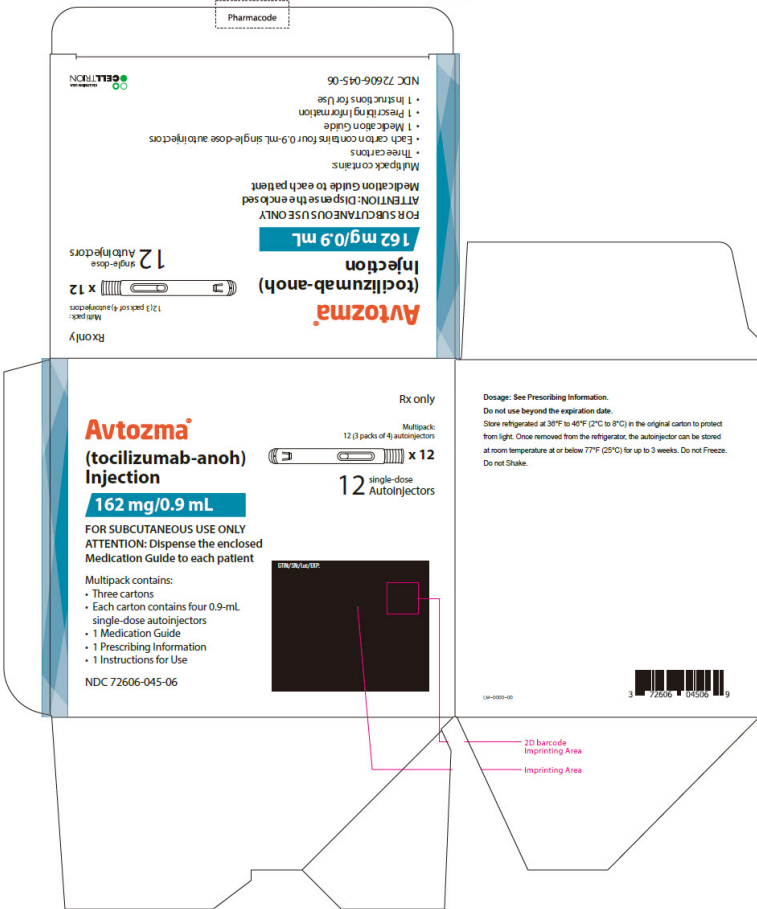 Pharmacode
NDC 72606-045-06
• 1 Instructions for Use
• 1 Prescribing Information
• 1 Medication Guide
• Each carton contains four 0.9-mL single-dose autoinjectors
• Three cartons
Multipack contains:
Medication Guide to each patient
ATTENTION: Dispense the enclosed
FOR SUBCUTANEOUS USE ONLY
162 mg/0.9 mL
Injection
(tocilizumab-anoh)
Avtozma®
CELLTRION
12 single-dose
Autoinjectors
x 12
12 (3 packs of 4) autoinjectors
Multipack:
Rx only
Rx only
Avtozma®
(tocilizumab-anoh)
Injection
162 mg/0.9 mL
Multipack:
12 (3 packs of 4) autoinjectors
x 12
12 single-dose
Autoinjectors
FOR SUBCUTANEOUS USE ONLY
ATTENTION: Dispense the enclosed
Medication Guide to each patient
Multipack contains:
• Three cartons
• Each carton contains four 0.9-mL
single-dose autoinjectors
• 1 Medication Guide
• 1 Prescribing Information
• 1 Instructions for Use
NDC 72606-045-06
GTIN/SN/Lot/EXP:
Dosage: See Prescribing Information.
Do not use beyond the expiration date.
Store refrigerated at 36°F to 46°F (2°C to 8°C) in the original carton to protect
from light. Once removed from the refrigerator, the autoinjector can be stored
at room temperature at or below 77°F (25°C) for up to 3 weeks. Do not Freeze.
Do not Shake.
LM-0000-00
3 72606 04506 9
2D barcode
Imprinting Area
Imprinting Area